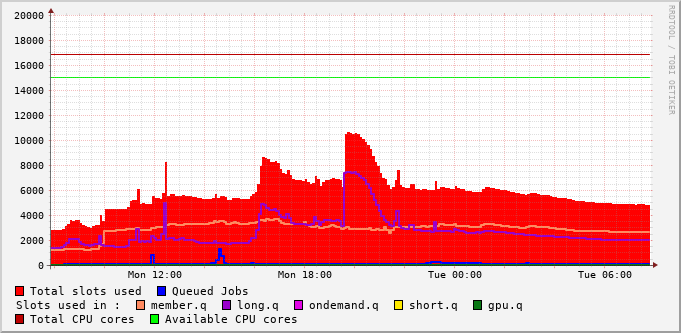 20000
18000
16000
14000
12000
10000
8000
6000
4000
2000
0
Mon 12:00 Mon 18:00 Tue 00:00 Tue 06:00
RRDTOOL / TOBI OETIKER
Total slots used Queued Jobs
Slots used in : member.q long.q ondemand.q short.q gpu.q
Total CPU cores Available CPU cores